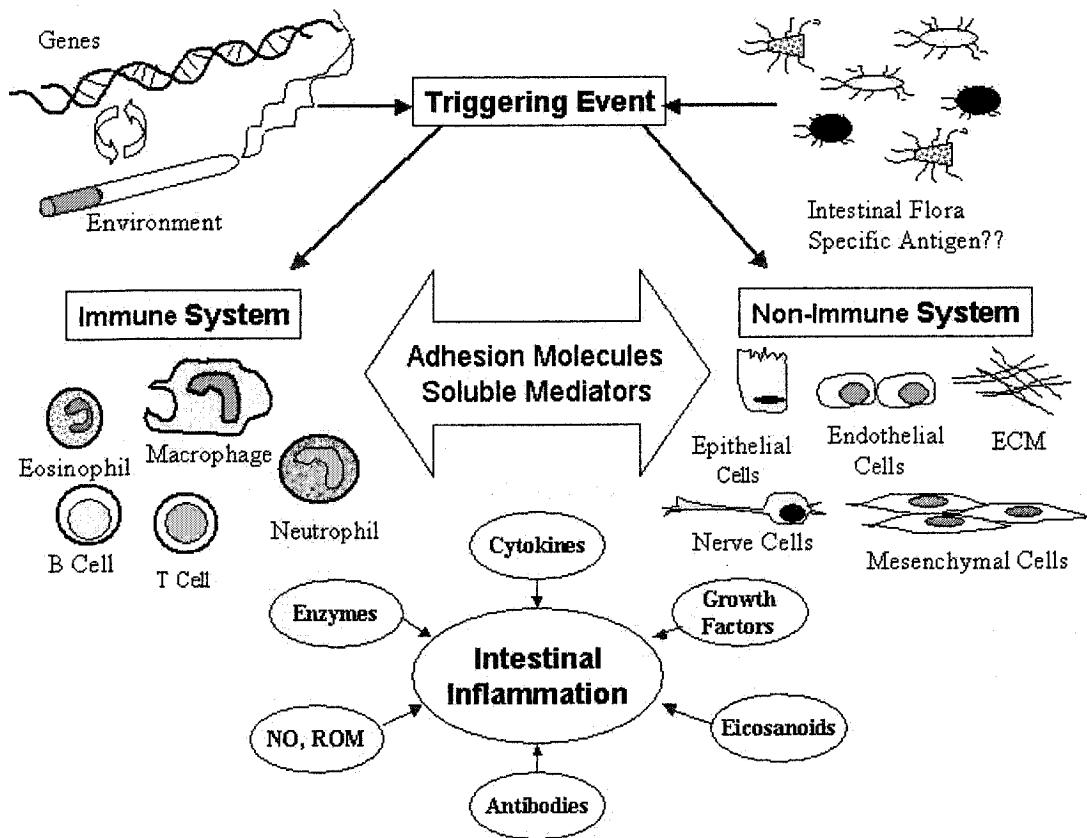 Genes
Triggering Event
Environment
Intestinal Flora
Specific Antigen??
Immune System
Non-Immune System
Adhesion Molecules
Soluble Mediators
Eosinophil
Macrophage
Neutrophil
B Cell
T Cell
Epithelial
Cells
Endothelial
Cells
ECM
Nerve Cells
Mesenchymal Cells
Cytokines
Enzymes
Growth
Factors
Intestinal
Inflammation
NO, ROM
Eicosanoids
Antibodies